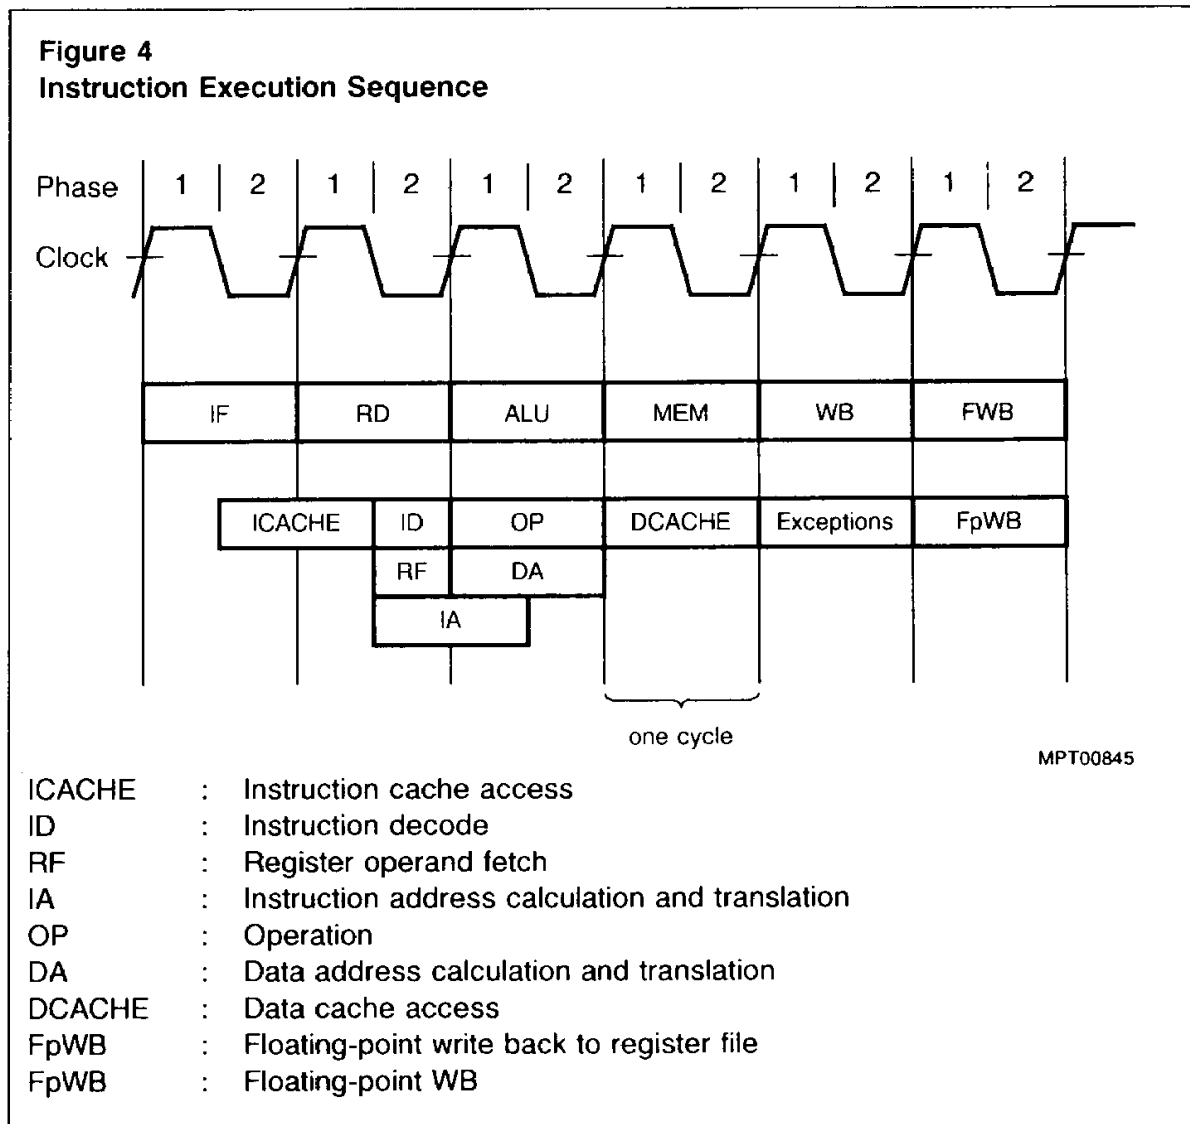 Figure 4
Instruction Execution Sequence
Phase 1 2 1 2 1 2 1 2 1 2 1 2
Clock
IF RD ALU MEM WB FWB
ICACHE ID OP DCACHE Exceptions FpWB
RF DA
IA
one cycle
MPT00845
ICACHE : Instruction cache access
ID : Instruction decode
RF : Register operand fetch
IA : Instruction address calculation and translation
OP : Operation
DA : Data address calculation and translation
DCACHE : Data cache access
FpWB : Floating-point write back to register file
FpWB : Floating-point WB